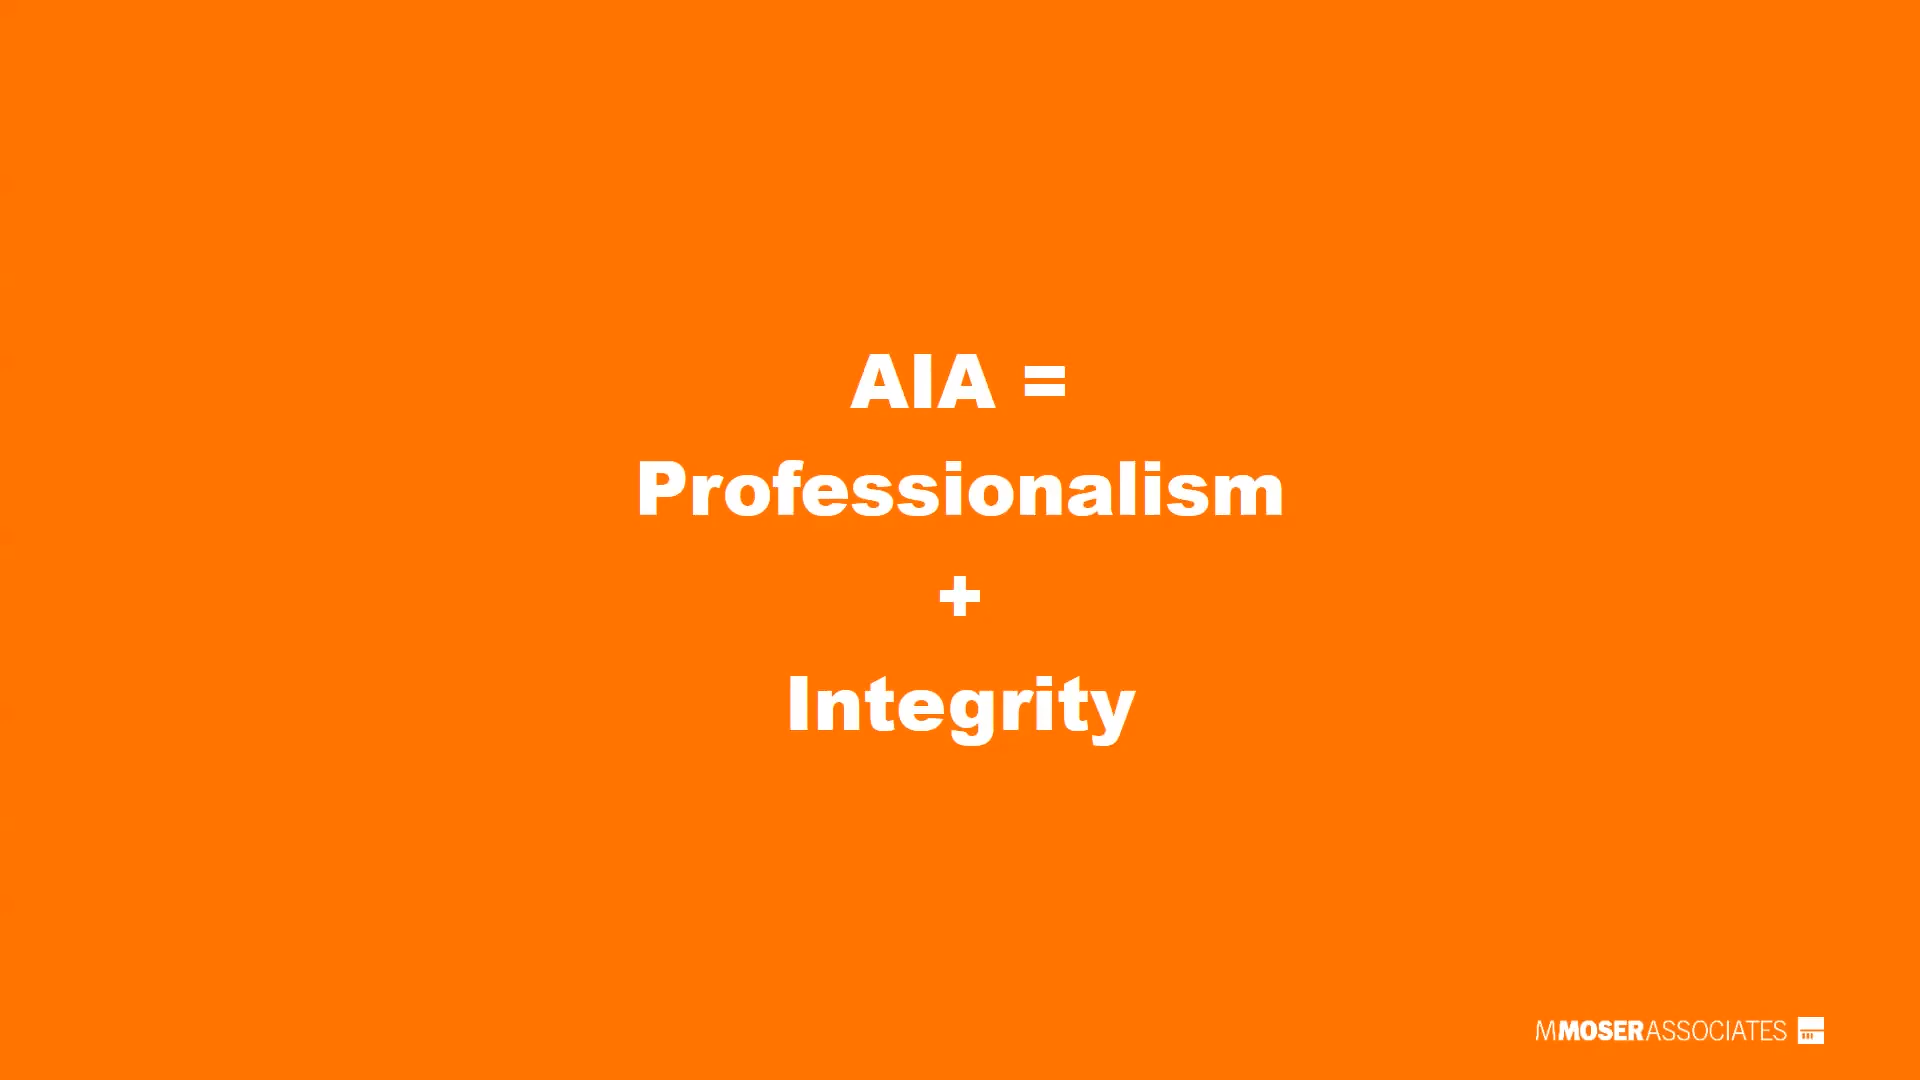 AIA =
Professionalism
+
Integrity
MMOSERASSOCIATES